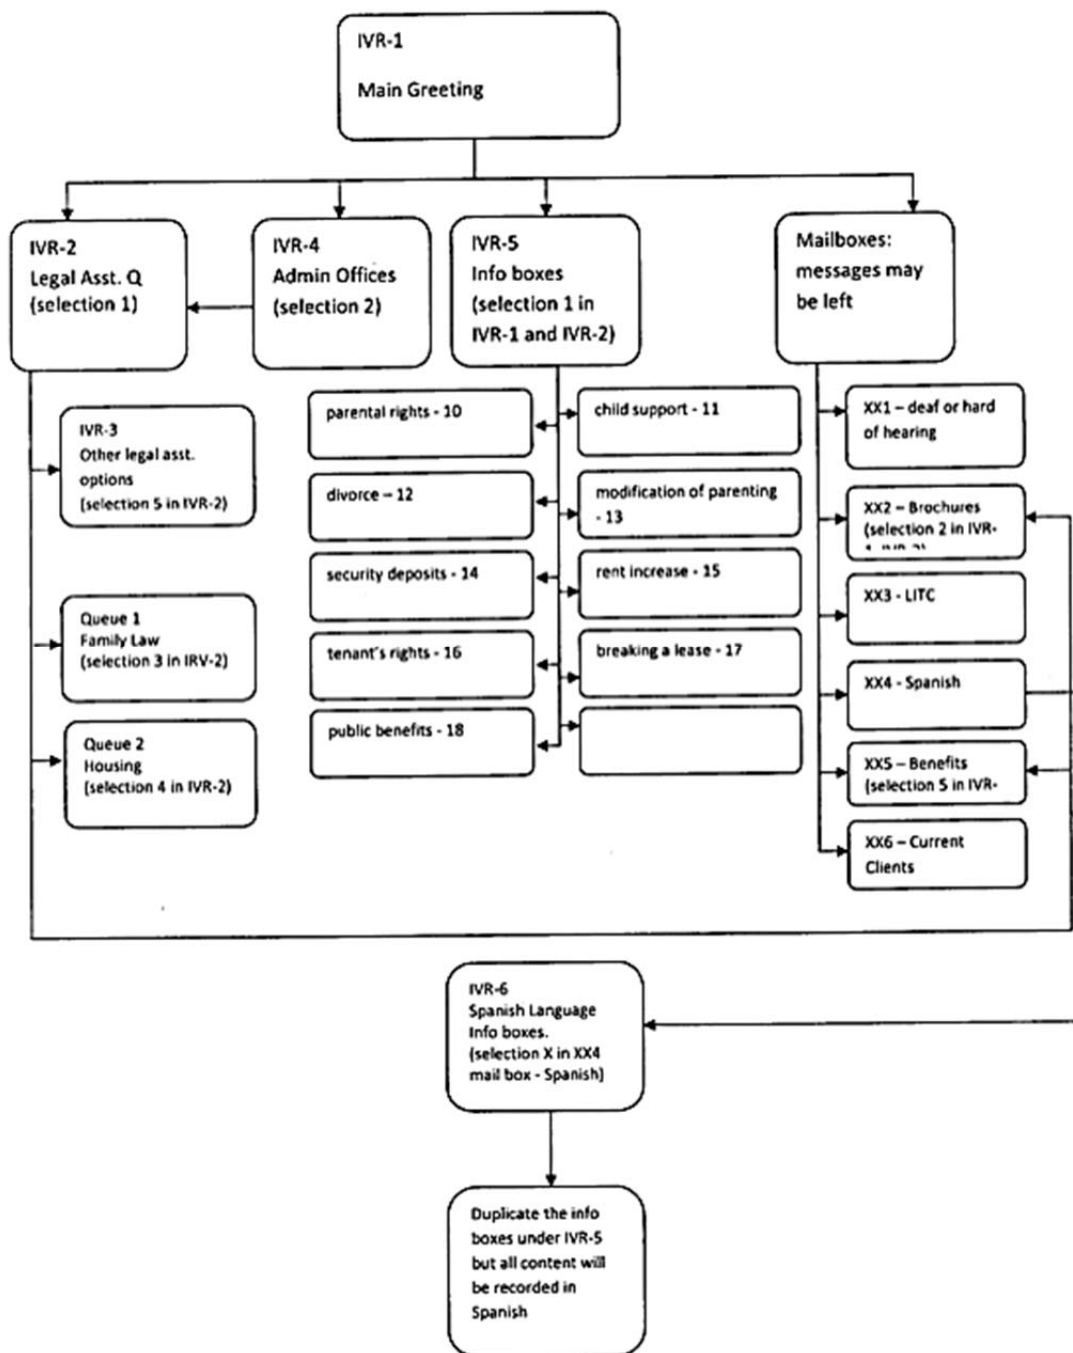 IVR-1
Main Greeting
IVR-2
Legal Asst. Q
(selection 1)
IVR-4
Admin Offices
(selection 2)
IVR-5
Info boxes
(selection 1 in
IVR-1 and IVR-2)
Mailboxes:
messages may
be left
IVR-3
Other legal asst.
options
(selection 5 in IVR-2)
Queue 1
Family Law
(selection 3 in IRV-2)
Queue 2
Housing
(selection 4 in IVR-2)
parental rights - 10
child support - 11
divorce – 12
modification of parenting
- 13
security deposits - 14
rent increase - 15
tenant's rights - 16
breaking a lease - 17
public benefits - 18
XX1 – deaf or hard
of hearing
XX2 – Brochures
(selection 2 in IVR-
XX3 - LITC
XX4 - Spanish
XX5 – Benefits
(selection 5 in IVR-
XX6 – Current
Clients
IVR-6
Spanish Language
Info boxes.
(selection X in XX4
mail box - Spanish)
Duplicate the info
boxes under IVR-5
but all content will
be recorded in
Spanish